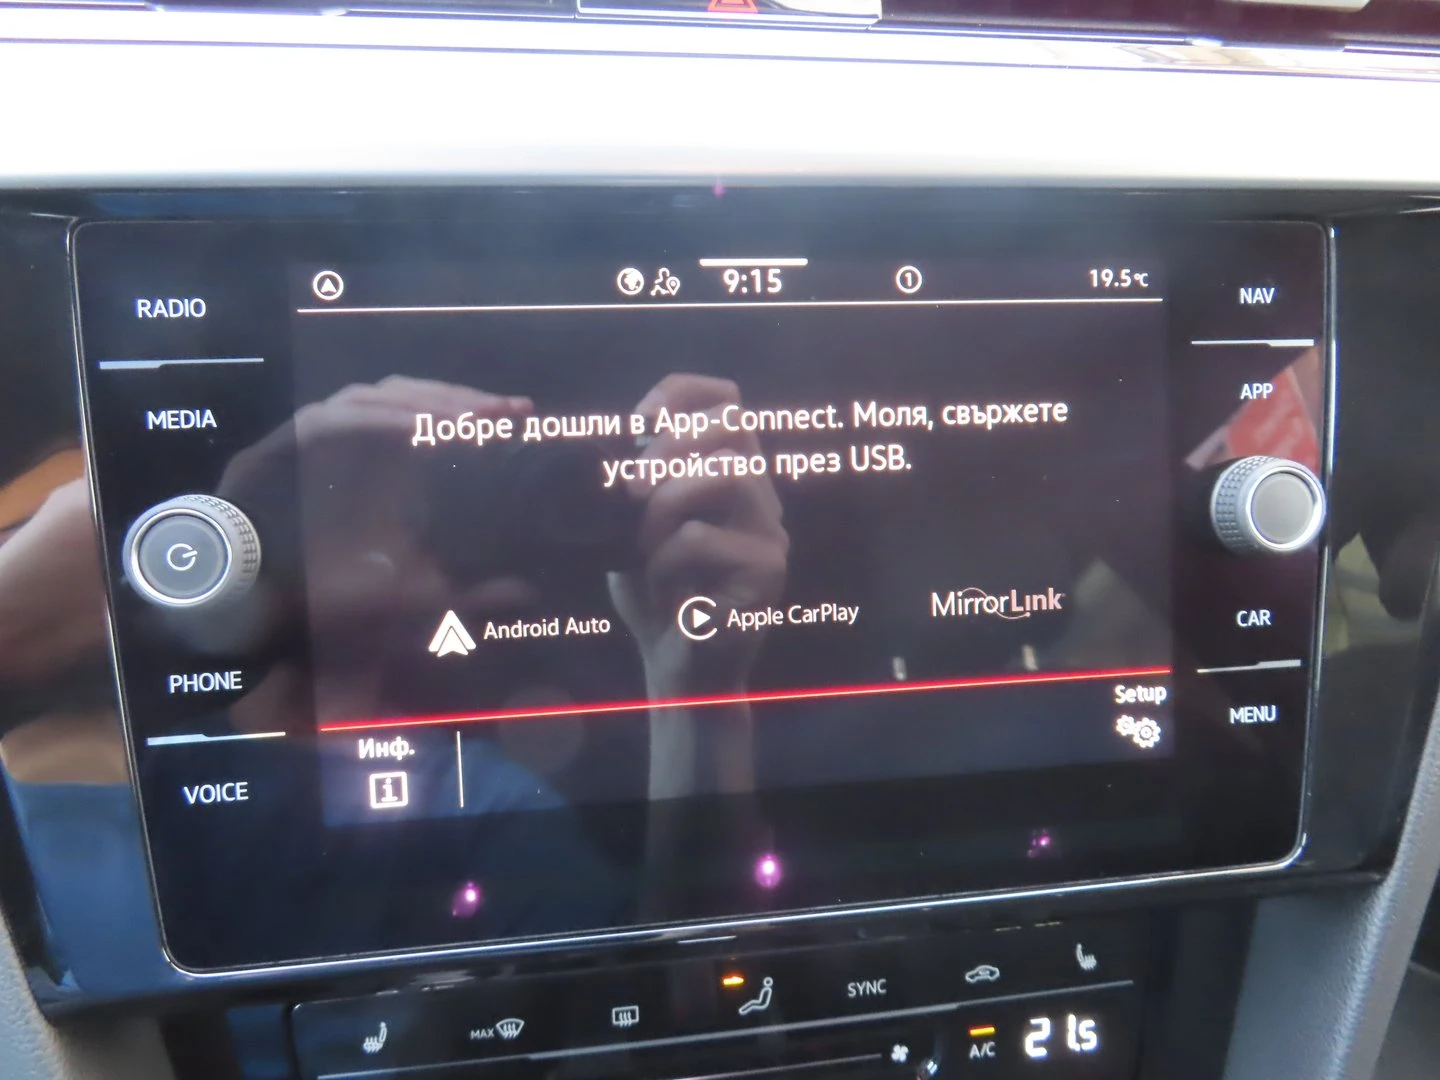 RADIO
MEDIA
PHONE
VOICE
9:15
1
19.5°C
Добре дошли в App-Connect. Моля, свържете
устройство през USB.
Android Auto
Apple CarPlay
MirrorLink
Инф.
i
Setup
NAV
APP
CAR
MENU
MAX
SYNC
A/C
21.5